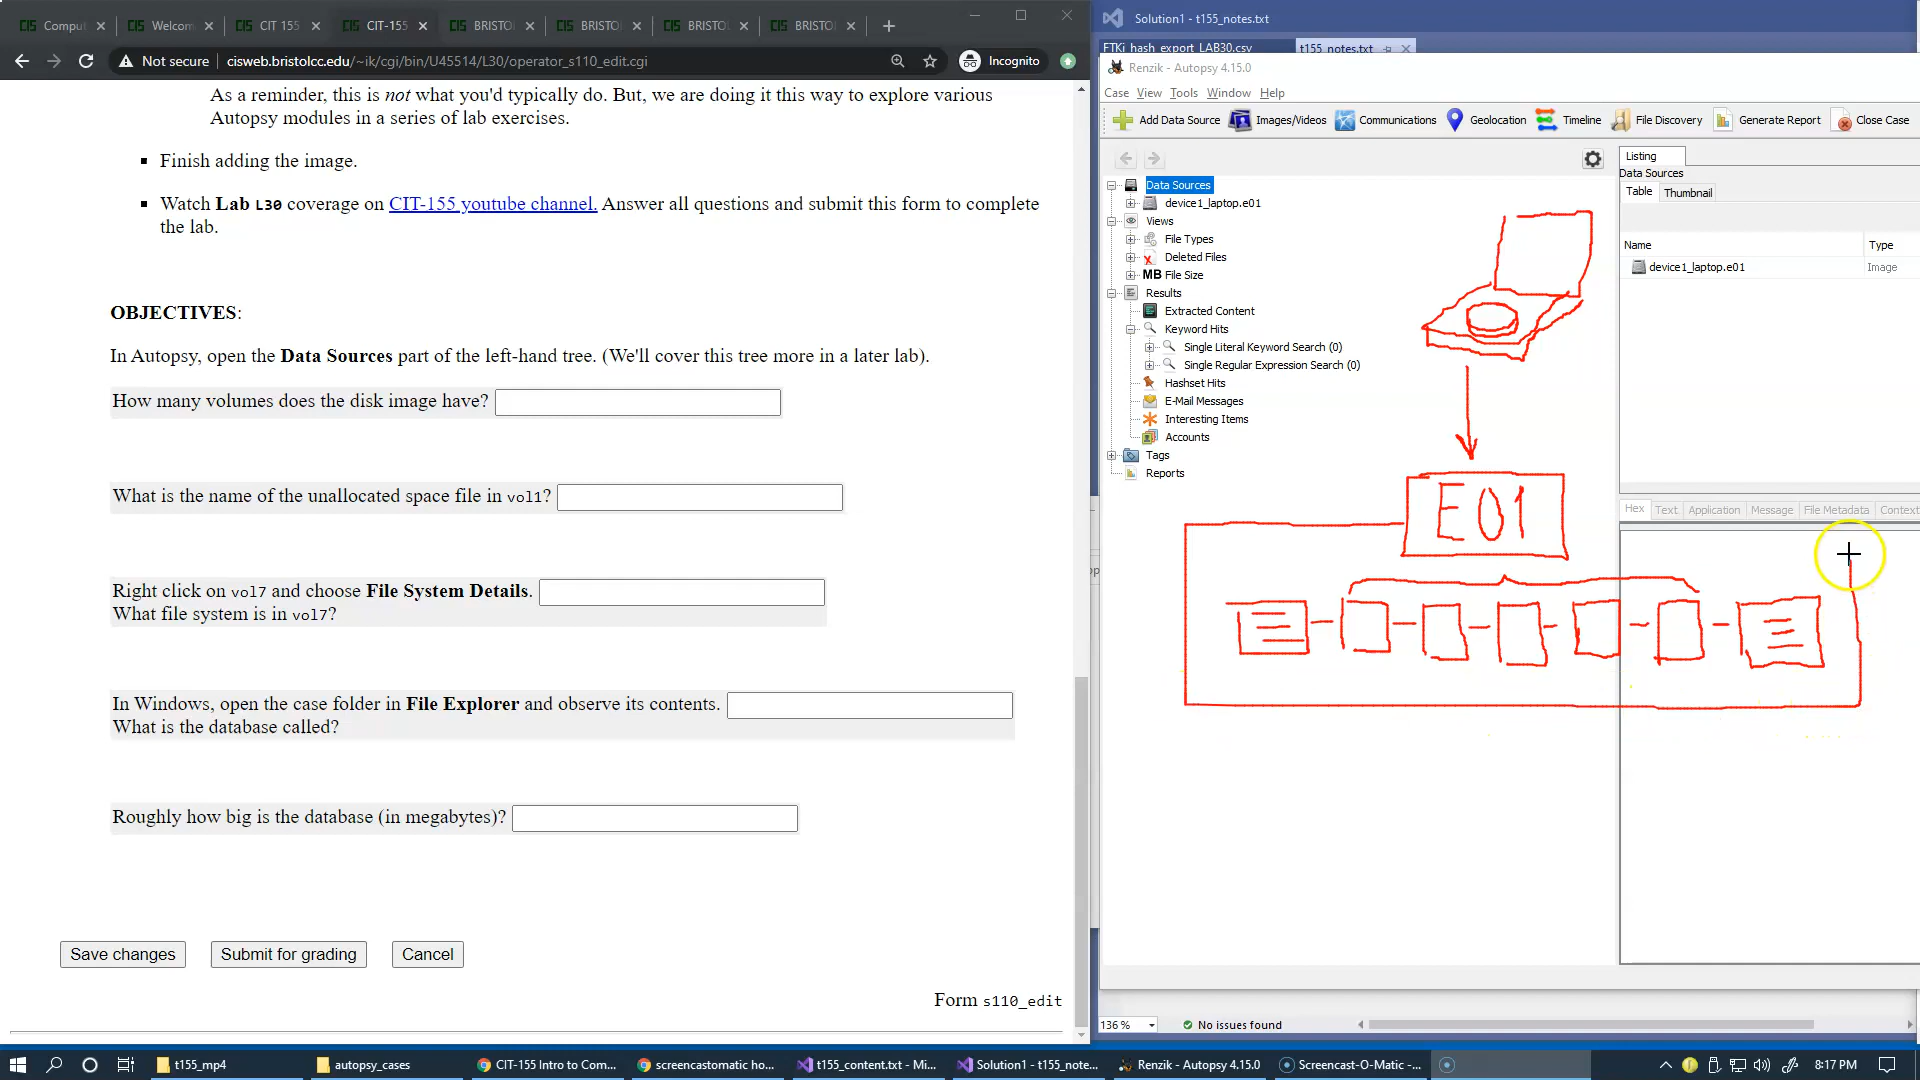 Comput
Welcom
CIT 155
CIT-155
BRISTO
BRISTO
BRISTO
BRISTO
Not secure
cisweb.bristolcc.edu/~ik/cgi/bin/U45514/L30/operator_s110_edit.cgi
Incognito
As a reminder, this is not what you'd typically do. But, we are doing it this way to explore various
Autopsy modules in a series of lab exercises.
Finish adding the image.
Watch Lab L30 coverage on CIT-155 youtube channel. Answer all questions and submit this form to complete
the lab.
OBJECTIVES:
In Autopsy, open the Data Sources part of the left-hand tree. (We'll cover this tree more in a later lab).
How many volumes does the disk image have?
What is the name of the unallocated space file in vol1?
Right click on vol7 and choose File System Details.
What file system is in vol7?
In Windows, open the case folder in File Explorer and observe its contents.
What is the database called?
Roughly how big is the database (in megabytes)?
Save changes
Submit for grading
Cancel
Form s110_edit
Solution1 - t155_notes.txt
FTKi_hash_export_LAB30.csv
t155_notes.txt
Renzik - Autopsy 4.15.0
Case View Tools Window Help
Add Data Source
Images/Videos
Communications
Geolocation
Timeline
File Discovery
Generate Report
Close Case
Data Sources
device1_laptop.e01
Views
File Types
Deleted Files
MB File Size
Results
Extracted Content
Keyword Hits
Single Literal Keyword Search (0)
Single Regular Expression Search (0)
Hashset Hits
E-Mail Messages
Interesting Items
Accounts
Tags
Reports
Listing
Data Sources
Table Thumbnail
Name Type
device1_laptop.e01 Image
Hex Text Application Message File Metadata Context
E01
136 %
No issues found
t155_mp4
autopsy_cases
CIT-155 Intro to Com...
screencastomatic ho...
t155_content.txt - Mi...
Solution1 - t155_note...
Renzik - Autopsy 4.15.0
Screencast-O-Matic -...
8:17 PM